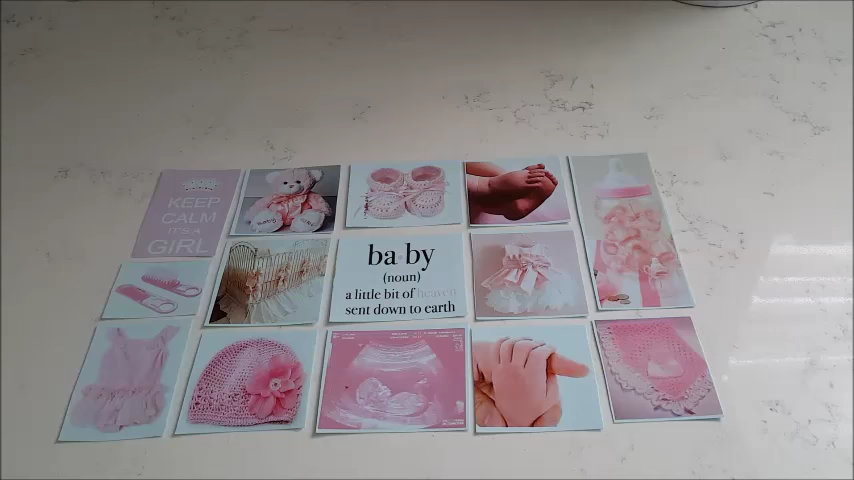 KEEP
CALM
IT'S A
GIRL
ba·by
(noun)
a little bit of heaven
sent down to earth